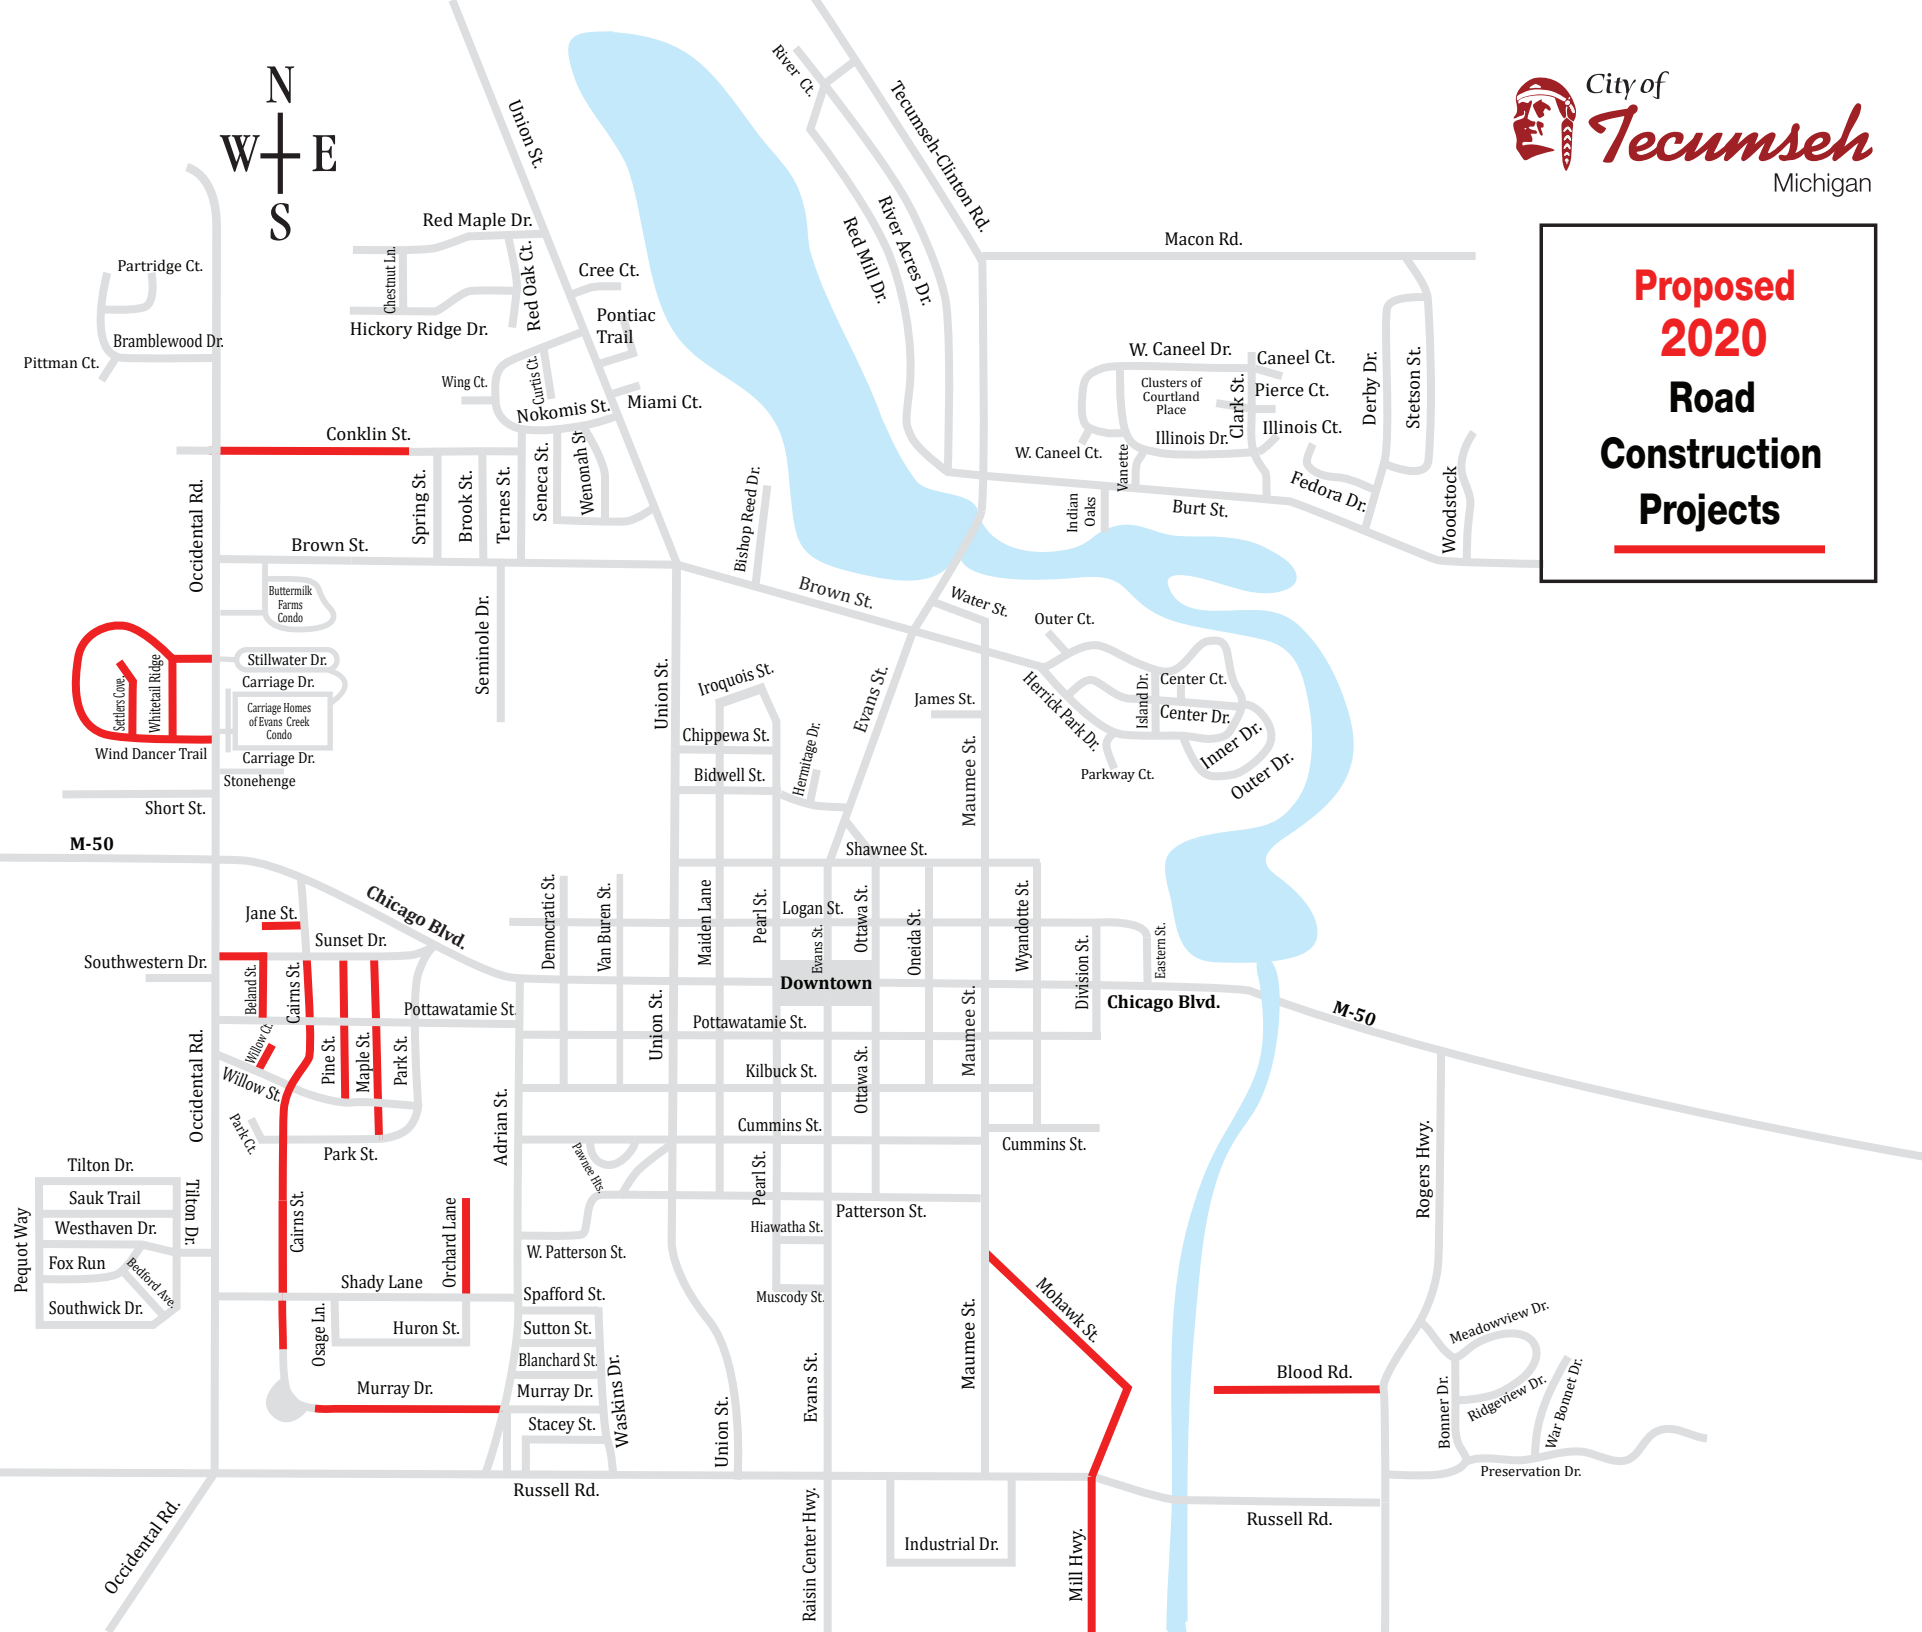 N
W E
S
City of
Tecumseh
Michigan
Proposed
2020
Road
Construction
Projects
River Ct.
Tecumseh-Clinton Rd.
Union St.
Red Maple Dr.
Chestnut Ln.
Red Oak Ct.
Cree Ct.
Hickory Ridge Dr.
Pontiac
Trail
River Acres Dr.
Red Mill Dr.
Macon Rd.
Partridge Ct.
Bramblewood Dr.
Pittman Ct.
Wing Ct.
Curtis Ct.
Nokomis St.
Miami Ct.
W. Caneel Dr.
Caneel Ct.
Clusters of
Courtland
Place
Clark St.
Pierce Ct.
Illinois Ct.
Illinois Dr.
W. Caneel Ct.
Vanette
Derby Dr.
Stetson St.
Fedora Dr.
Woodstock
Indian
Oaks
Burt St.
Conklin St.
Occidental Rd.
Spring St.
Brook St.
Ternes St.
Seneca St.
Wenonah St
Brown St.
Bishop Reed Dr.
Brown St.
Water St.
Outer Ct.
Buttermilk
Farms
Condo
Seminole Dr.
Stillwater Dr.
Carriage Dr.
Carriage Homes
of Evans Creek
Condo
Carriage Dr.
Stonehenge
Settlers Cove.
Whitetail Ridge
Wind Dancer Trail
Short St.
Union St.
Iroquois St.
Chippewa St.
Bidwell St.
Hermitage Dr.
Evans St.
James St.
Maumee St.
Herrick Park Dr.
Island Dr.
Center Ct.
Center Dr.
Inner Dr.
Outer Dr.
Parkway Ct.
M-50
Chicago Blvd.
Shawnee St.
Jane St.
Sunset Dr.
Southwestern Dr.
Beland St.
Cairns St.
Pottawatamie St.
Willow Ct.
Willow St.
Pine St.
Maple St.
Park St.
Park Ct.
Park St.
Occidental Rd.
Democratic St.
Van Buren St.
Maiden Lane
Pearl St.
Logan St.
Evans St.
Ottawa St.
Oneida St.
Wyandotte St.
Division St.
Eastern St.
Downtown
Chicago Blvd.
M-50
Union St.
Pottawatamie St.
Maumee St.
Kilbuck St.
Ottawa St.
Adrian St.
Cummins St.
Cummins St.
Pawnee Hts.
Pearl St.
Patterson St.
Hiawatha St.
W. Patterson St.
Muscody St.
Rogers Hwy.
Tilton Dr.
Sauk Trail
Westhaven Dr.
Fox Run
Southwick Dr.
Pequot Way
Tilton Dr.
Bedford Ave.
Cairns St.
Orchard Lane
Shady Lane
Osage Ln.
Huron St.
Murray Dr.
Spafford St.
Sutton St.
Blanchard St.
Murray Dr.
Stacey St.
Waskins Dr.
Union St.
Evans St.
Maumee St.
Mohawk St.
Blood Rd.
Meadowview Dr.
Ridgeview Dr.
Bonner Dr.
War Bonnet Dr.
Preservation Dr.
Russell Rd.
Russell Rd.
Occidental Rd.
Raisin Center Hwy.
Industrial Dr.
Mill Hwy.